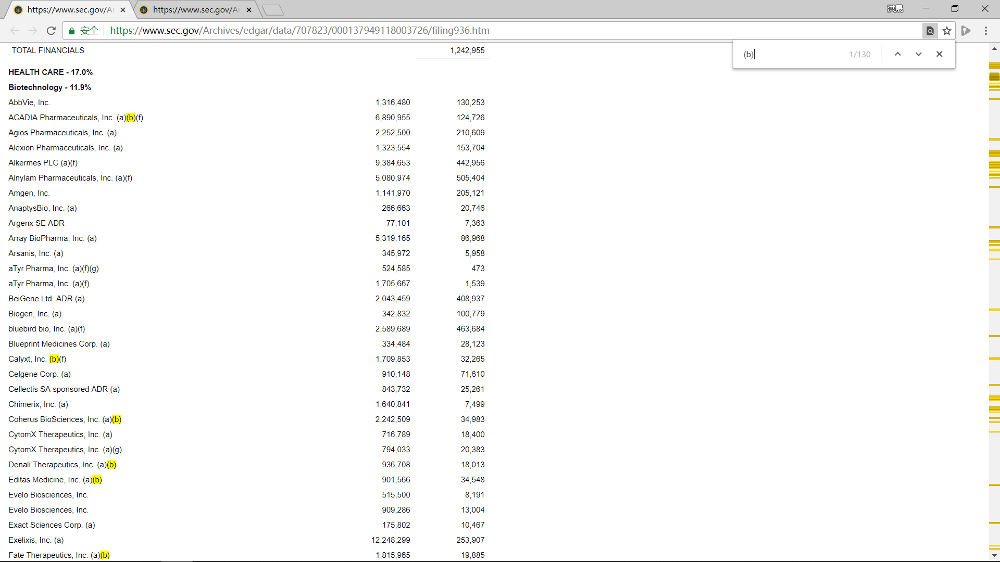 https://www.sec.gov/Ar
https://www.sec.gov/Ar
洪晟
安全 https://www.sec.gov/Archives/edgar/data/707823/000137949118003726/filing936.htm
(b) 1/130
TOTAL FINANCIALS 1,242,955
HEALTH CARE - 17.0%
Biotechnology - 11.9%
AbbVie, Inc. 1,316,480 130,253
ACADIA Pharmaceuticals, Inc. (a)(b)(f) 6,890,955 124,726
Agios Pharmaceuticals, Inc. (a) 2,252,500 210,609
Alexion Pharmaceuticals, Inc. (a) 1,323,554 153,704
Alkermes PLC (a)(f) 9,384,653 442,956
Alnylam Pharmaceuticals, Inc. (a)(f) 5,080,974 505,404
Amgen, Inc. 1,141,970 205,121
AnaptysBio, Inc. (a) 266,663 20,746
Argenx SE ADR 77,101 7,363
Array BioPharma, Inc. (a) 5,319,165 86,968
Arsanis, Inc. (a) 345,972 5,958
aTyr Pharma, Inc. (a)(f)(g) 524,585 473
aTyr Pharma, Inc. (a)(f) 1,705,667 1,539
BeiGene Ltd. ADR (a) 2,043,459 408,937
Biogen, Inc. (a) 342,832 100,779
bluebird bio, Inc. (a)(f) 2,589,689 463,684
Blueprint Medicines Corp. (a) 334,484 28,123
Calyxt, Inc. (b)(f) 1,709,853 32,265
Celgene Corp. (a) 910,148 71,610
Cellectis SA sponsored ADR (a) 843,732 25,261
Chimerix, Inc. (a) 1,640,841 7,499
Coherus BioSciences, Inc. (a)(b) 2,242,509 34,983
CytomX Therapeutics, Inc. (a) 716,789 18,400
CytomX Therapeutics, Inc. (a)(g) 794,033 20,383
Denali Therapeutics, Inc. (a)(b) 936,708 18,013
Editas Medicine, Inc. (a)(b) 901,566 34,548
Evelo Biosciences, Inc. 515,500 8,191
Evelo Biosciences, Inc. 909,286 13,004
Exact Sciences Corp. (a) 175,802 10,467
Exelixis, Inc. (a) 12,248,299 253,907
Fate Therapeutics, Inc. (a)(b) 1,815,965 19,885